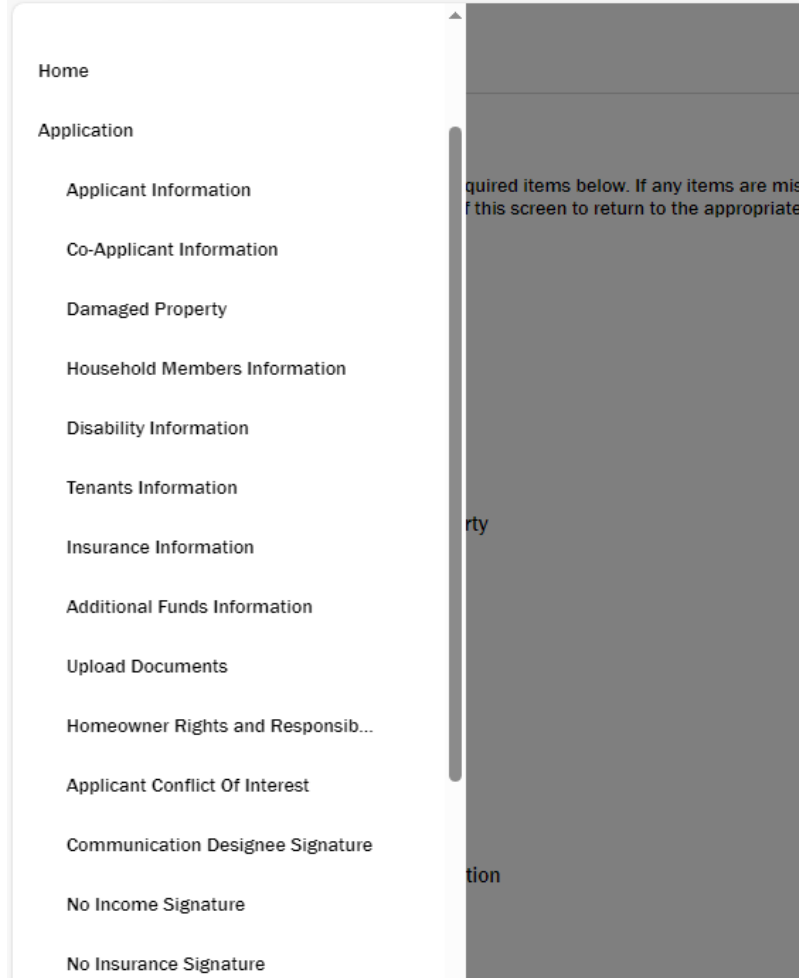 Home
Application
Applicant Information
quired items below. If any items are mis
f this screen to return to the appropriate
Co-Applicant Information
Damaged Property
Household Members Information
Disability Information
Tenants Information
rty
Insurance Information
Additional Funds Information
Upload Documents
Homeowner Rights and Responsib...
Applicant Conflict Of Interest
Communication Designee Signature
tion
No Income Signature
No Insurance Signature